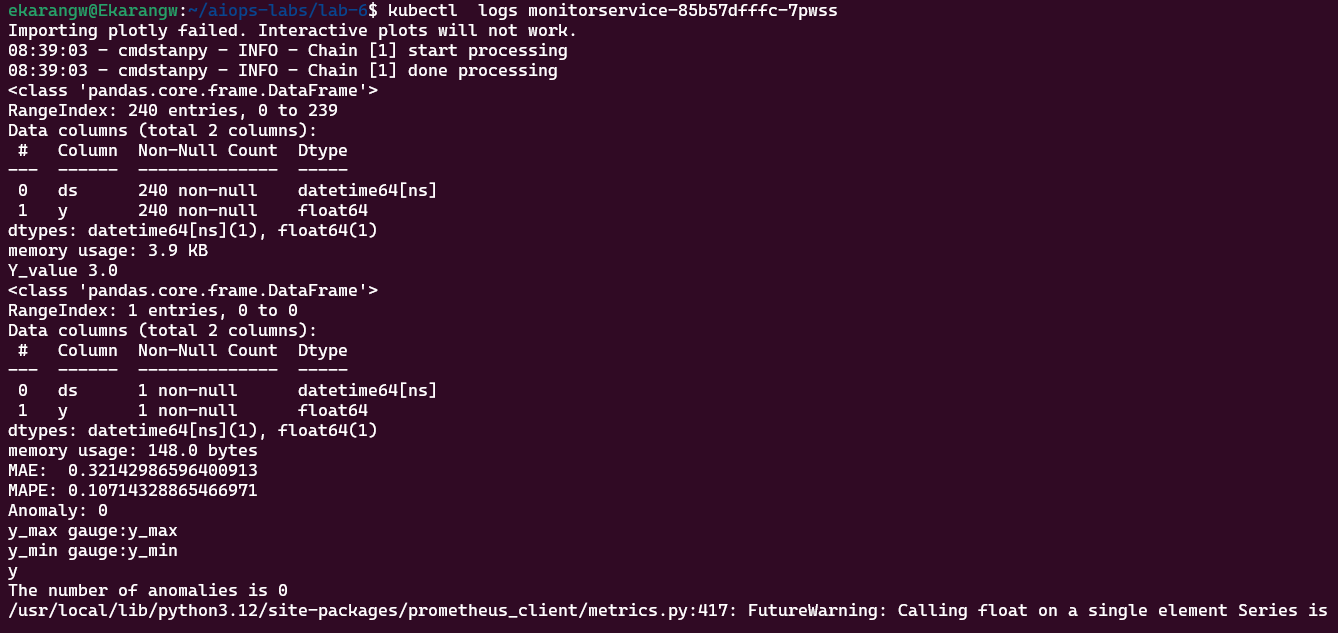 ekarangw@Ekarangw:~/aiops-labs/lab-6$ kubectl  logs monitorservice-85b57dfffc-7pwss
Importing plotly failed. Interactive plots will not work.
08:39:03 - cmdstanpy - INFO - Chain [1] start processing
08:39:03 - cmdstanpy - INFO - Chain [1] done processing
<class 'pandas.core.frame.DataFrame'>
RangeIndex: 240 entries, 0 to 239
Data columns (total 2 columns):
 #   Column  Non-Null Count  Dtype
---  ------  --------------  -----
 0   ds      240 non-null    datetime64[ns]
 1   y       240 non-null    float64
dtypes: datetime64[ns](1), float64(1)
memory usage: 3.9 KB
Y_value 3.0
<class 'pandas.core.frame.DataFrame'>
RangeIndex: 1 entries, 0 to 0
Data columns (total 2 columns):
 #   Column  Non-Null Count  Dtype
---  ------  --------------  -----
 0   ds      1 non-null      datetime64[ns]
 1   y       1 non-null      float64
dtypes: datetime64[ns](1), float64(1)
memory usage: 148.0 bytes
MAE:  0.32142986596400913
MAPE: 0.10714328865466971
Anomaly: 0
y_max gauge:y_max
y_min gauge:y_min
y
The number of anomalies is 0
/usr/local/lib/python3.12/site-packages/prometheus_client/metrics.py:417: FutureWarning: Calling float on a single element Series is